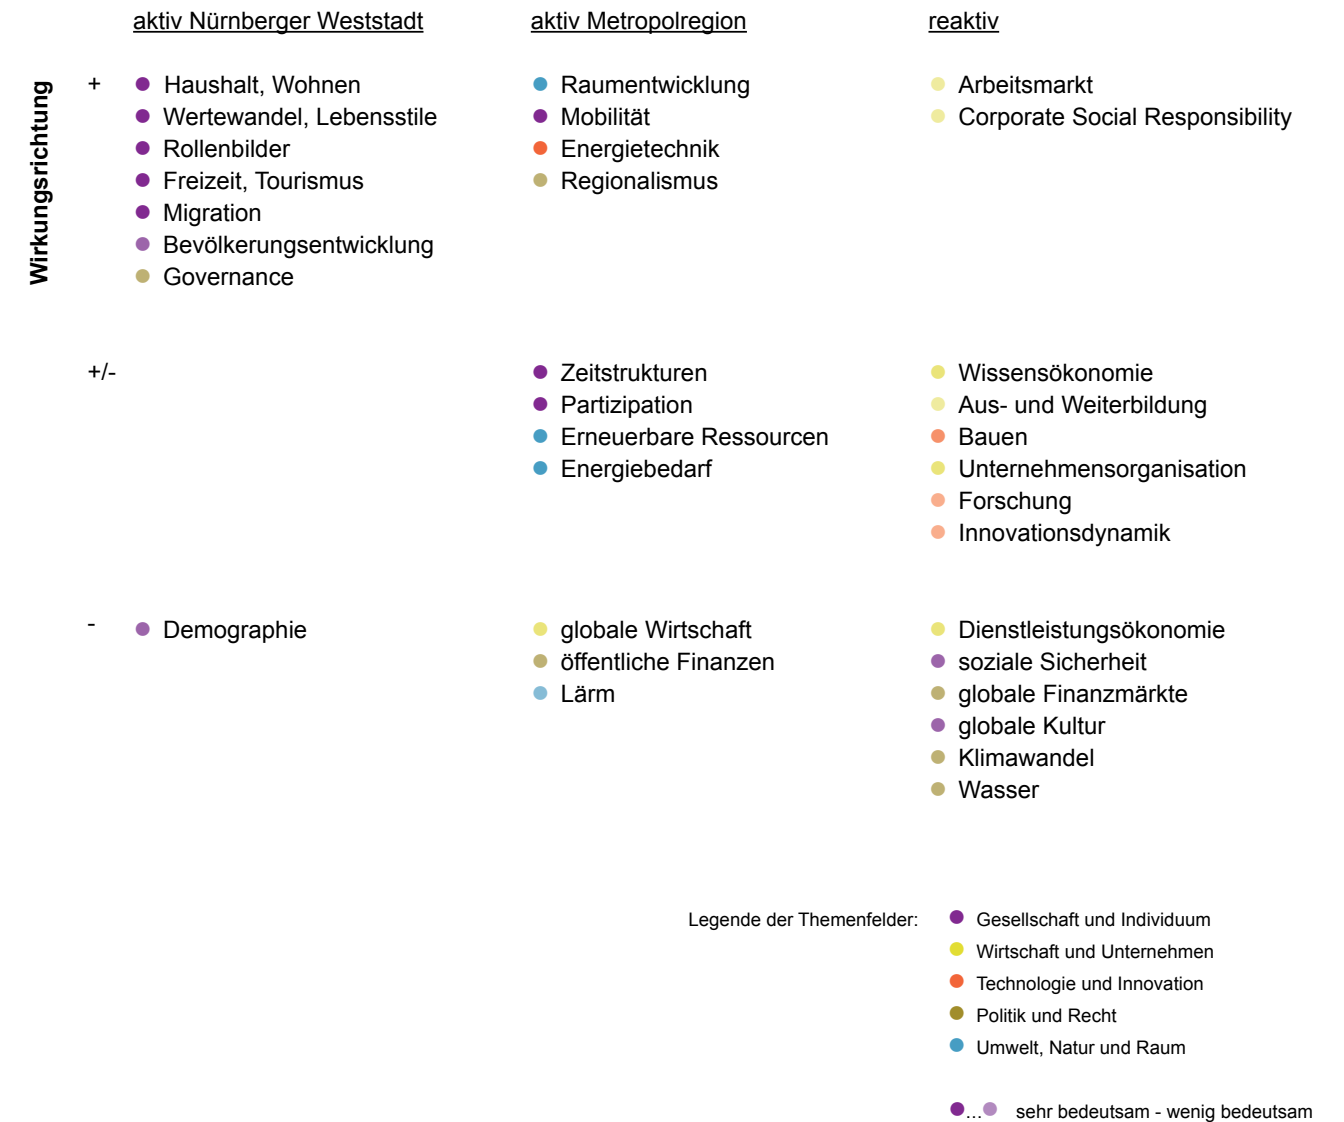 aktiv Nürnberger Weststadt
aktiv Metropolregion
reaktiv
Wirkungsrichtung
+
Haushalt, Wohnen
Wertewandel, Lebensstile
Rollenbilder
Freizeit, Tourismus
Migration
Bevölkerungsentwicklung
Governance
Raumentwicklung
Mobilität
Energietechnik
Regionalismus
Arbeitsmarkt
Corporate Social Responsibility
+/-
Zeitstrukturen
Partizipation
Erneuerbare Ressourcen
Energiebedarf
Wissensökonomie
Aus- und Weiterbildung
Bauen
Unternehmensorganisation
Forschung
Innovationsdynamik
-
Demographie
globale Wirtschaft
öffentliche Finanzen
Lärm
Dienstleistungsökonomie
soziale Sicherheit
globale Finanzmärkte
globale Kultur
Klimawandel
Wasser
Legende der Themenfelder:
Gesellschaft und Individuum
Wirtschaft und Unternehmen
Technologie und Innovation
Politik und Recht
Umwelt, Natur und Raum
... sehr bedeutsam - wenig bedeutsam